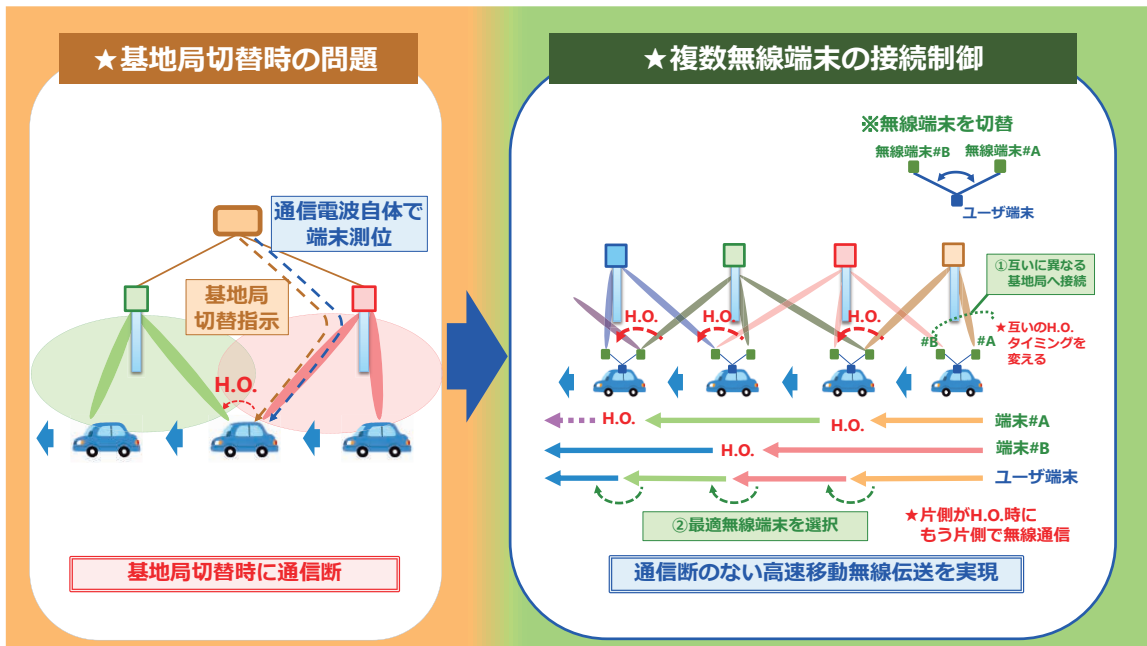 ★基地局切替時の問題
通信電波自体で
端末測位
基地局
切替指示
H.O.
基地局切替時に通信断
★複数無線端末の接続制御
※無線端末を切替
無線端末#B
無線端末#A
ユーザ端末
①互いに異なる
基地局へ接続
H.O.
H.O.
H.O.
#B
#A
★互いのH.O.
タイミングを
変える
H.O.
H.O.
端末#A
H.O.
端末#B
ユーザ端末
②最適無線端末を選択
★片側がH.O.時に
もう片側で無線通信
通信断のない高速移動無線伝送を実現